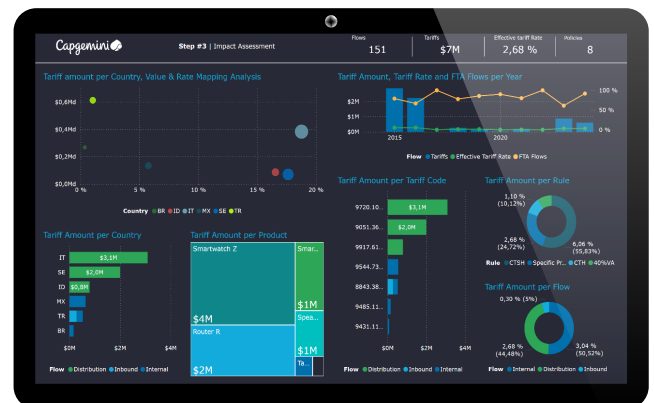 Capgemini
Step #3 | Impact Assessment
Flows
151
Tariffs
$7M
Effective tariff Rate
2,68 %
Policies
8
Tariff amount per Country, Value & Rate Mapping Analysis
$0,6Md
$0,4Md
$0,2Md
$0,0Md
0 %
5 %
10 %
15 %
20 %
Country BR ID IT MX SE TR
Tariff Amount, Tariff Rate and FTA Flows per Year
$2M
$1M
$0M
100 %
50 %
0 %
2015
2020
Flow Tariffs Effective Tariff Rate FTA Flows
Tariff Amount per Country
IT
$3,1M
SE
$2,0M
ID
$0,8M
MX
TR
BR
$0M
$2M
$4M
Flow Distribution Inbound Internal
Tariff Amount per Product
Smartwatch Z
$4M
Smar...
$1M
Router R
$2M
Spea...
$1M
Ta...
Tariff Amount per Tariff Code
9720.10...
$3,1M
9051.36...
$2,0M
9917.61...
9544.73...
8843.38...
9485.11...
9431.11...
$0M
$2M
$4M
Flow Distribution Inbound Internal
Tariff Amount per Rule
1,10
(10,12%)
2,68
(24,72%)
6,06
(55,83%)
Rule CTSH Specific Pr... CTH 40%VA
Tariff Amount per Flow
0,30 (5%)
2,68
(44,48%)
3,04
(50,52%)
Flow Internal Distribution Inbound